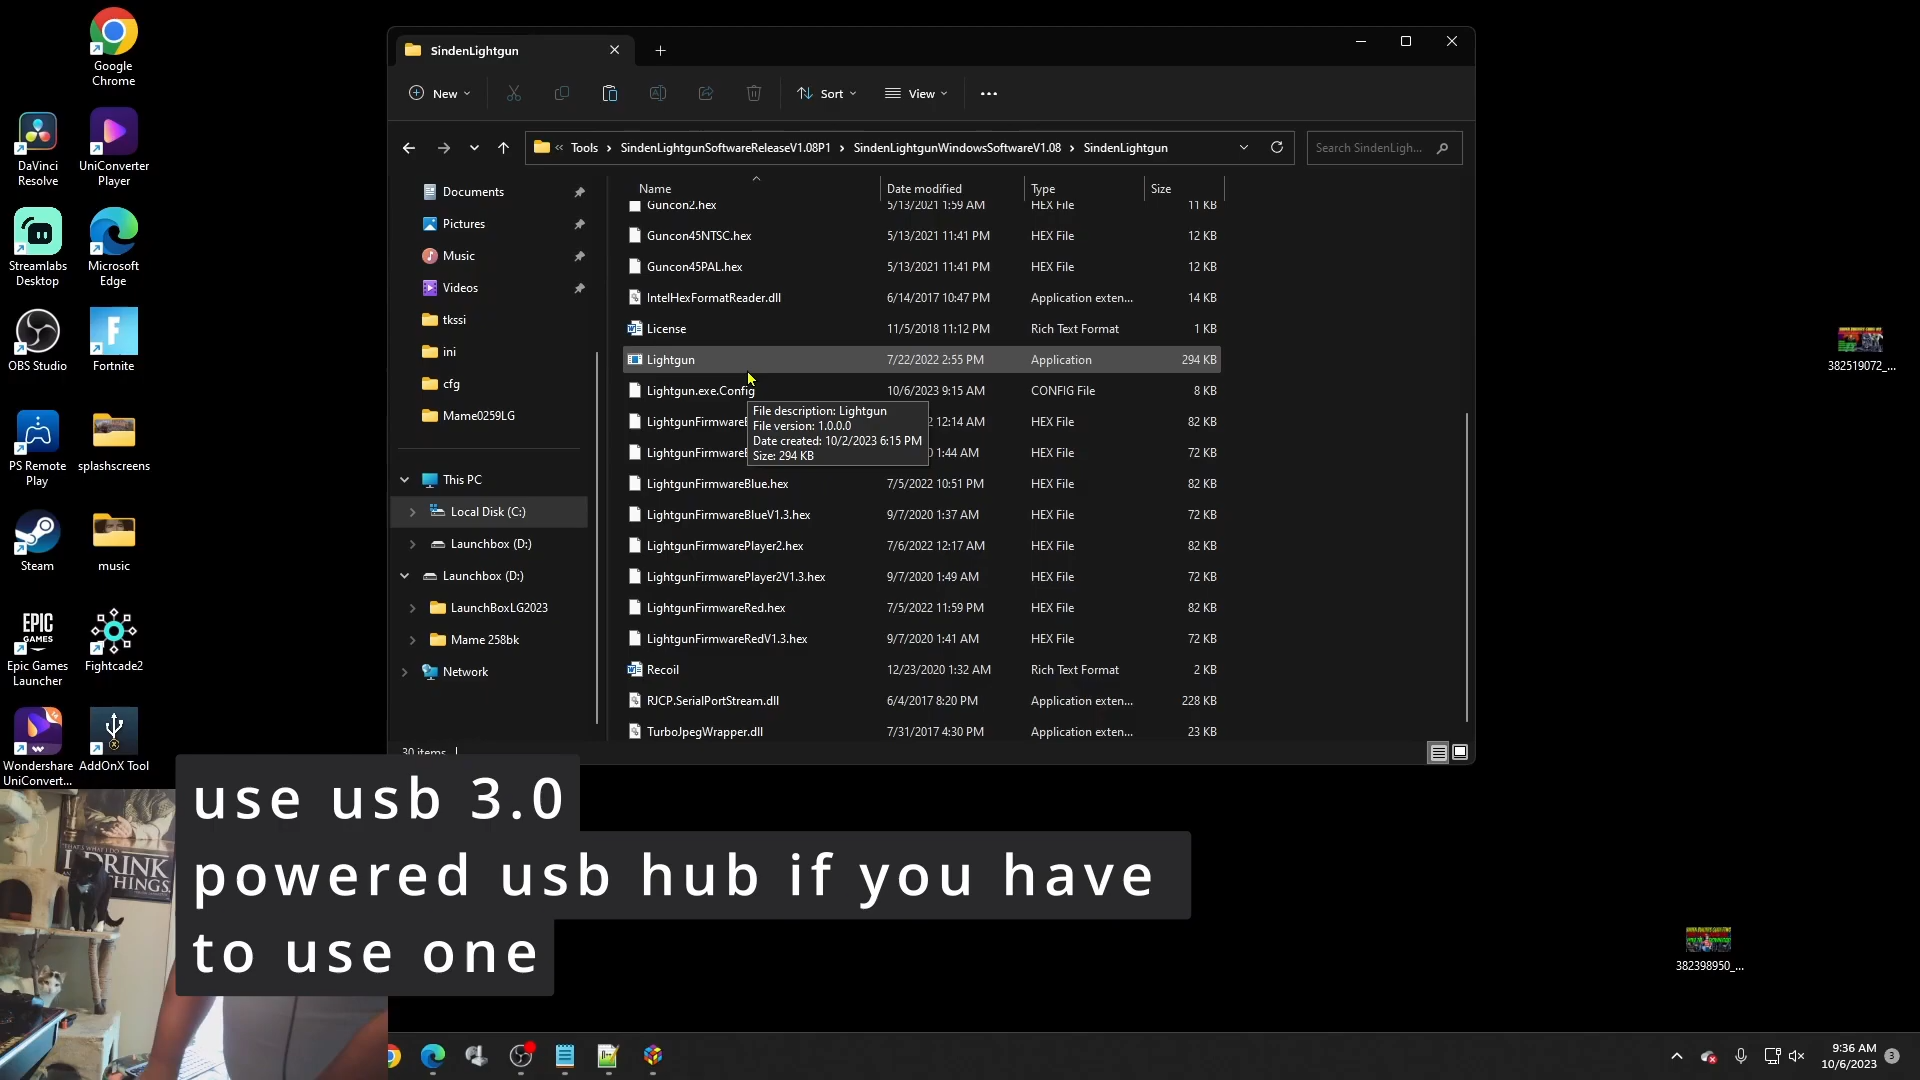 Google
Chrome
DaVinci
Resolve
UniConverter
Player
Streamlabs
Desktop
Microsoft
Edge
OBS Studio
Fortnite
PS Remote
Play
splashscreens
Steam
music
EPIC
GAMES
Epic Games
Launcher
Fightcade2
Wondershare
UniConvert...
AddOnX Tool
SindenLightgun
New
Sort
View
Tools > SindenLightgunSoftwareReleaseV1.08P1 > SindenLightgunWindowsSoftwareV1.08 > SindenLightgun
Search SindenLigh...
Documents
Pictures
Music
Videos
tkssi
ini
cfg
Mame0259LG
This PC
Local Disk (C:)
Launchbox (D:)
Launchbox (D:)
LaunchBoxLG2023
Mame 258bk
Network
Name Date modified Type Size
Guncon2.hex 5/13/2021 1:59 AM HEX File 11 KB
Guncon45NTSC.hex 5/13/2021 11:41 PM HEX File 12 KB
Guncon45PAL.hex 5/13/2021 11:41 PM HEX File 12 KB
IntelHexFormatReader.dll 6/14/2017 10:47 PM Application exten... 14 KB
License 11/5/2018 11:12 PM Rich Text Format 1 KB
Lightgun 7/22/2022 2:55 PM Application 294 KB
Lightgun.exe.Config 10/6/2023 9:15 AM CONFIG File 8 KB
LightgunFirmware 12:14 AM HEX File 82 KB
LightgunFirmware 1:44 AM HEX File 72 KB
LightgunFirmwareBlue.hex 7/5/2022 10:51 PM HEX File 82 KB
LightgunFirmwareBlueV1.3.hex 9/7/2020 1:37 AM HEX File 72 KB
LightgunFirmwarePlayer2.hex 7/6/2022 12:17 AM HEX File 82 KB
LightgunFirmwarePlayer2V1.3.hex 9/7/2020 1:49 AM HEX File 72 KB
LightgunFirmwareRed.hex 7/5/2022 11:59 PM HEX File 82 KB
LightgunFirmwareRedV1.3.hex 9/7/2020 1:41 AM HEX File 72 KB
Recoil 12/23/2020 1:32 AM Rich Text Format 2 KB
RJCP.SerialPortStream.dll 6/4/2017 8:20 PM Application exten... 228 KB
TurboJpegWrapper.dll 7/31/2017 4:30 PM Application exten... 23 KB
File description: Lightgun
File version: 1.0.0.0
Date created: 10/2/2023 6:15 PM
Size: 294 KB
30 items
382519072_...
382398950_...
use usb 3.0
powered usb hub if you have
to use one
"THAT'S WHAT I DO
I DRINK
THINGS.
9:36 AM
10/6/2023
3